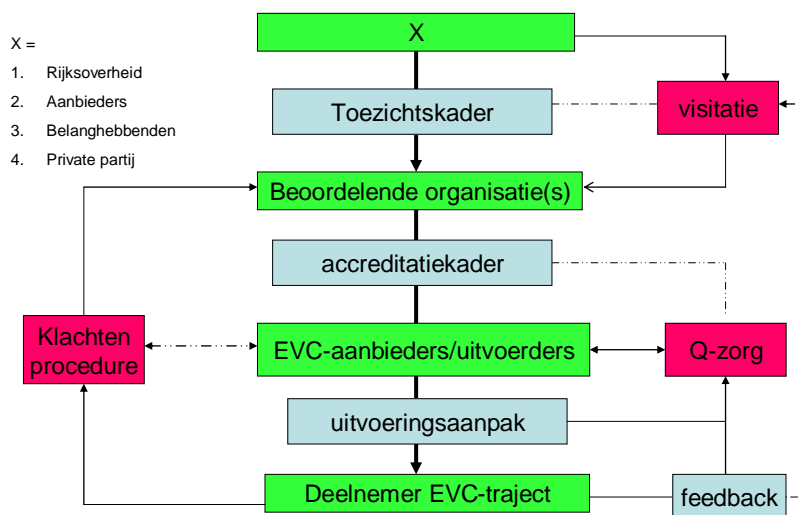 X =
1. Rijksoverheid
2. Aanbieders
3. Belanghebbenden
4. Private partij
X
Toezichtskader
visitatie
Beoordelende organisatie(s)
accreditatiekader
Klachten
procedure
EVC-aanbieders/uitvoerders
Q-zorg
uitvoeringsaanpak
Deelnemer EVC-traject
feedback